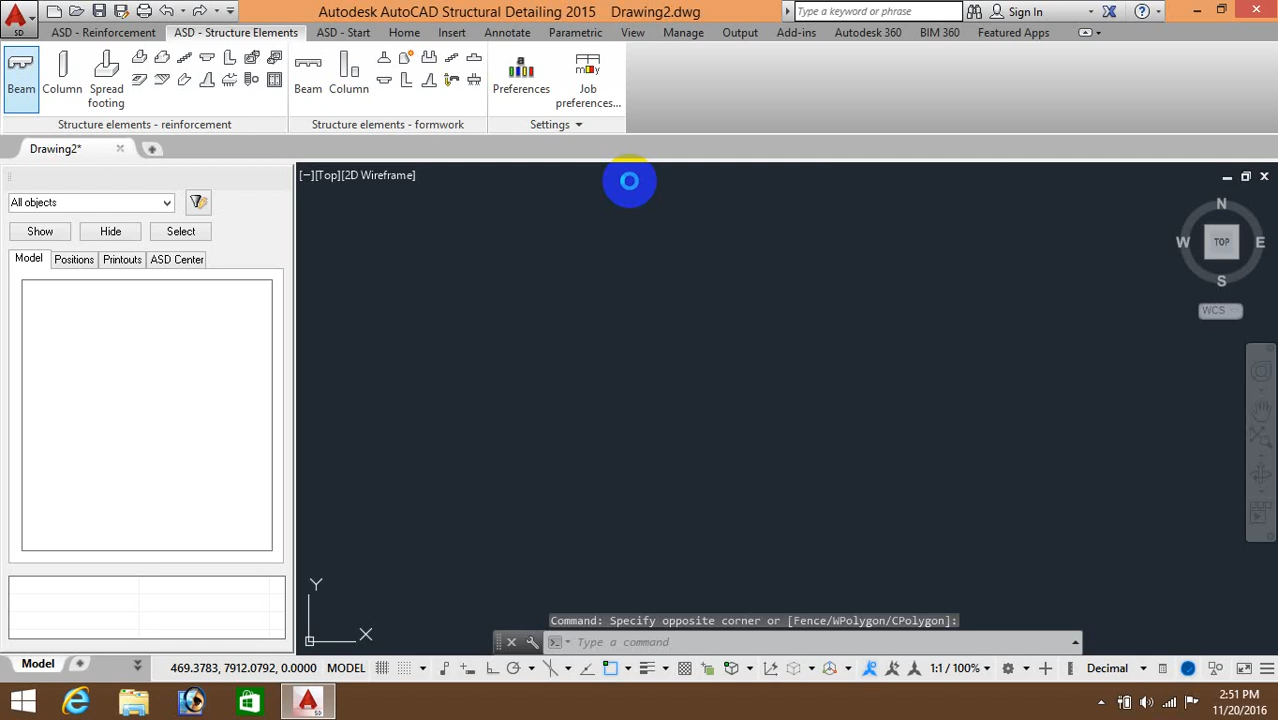 Autodesk AutoCAD Structural Detailing 2015 Drawing2.dwg
Type a keyword or phrase
Sign In
SD
ASD - Reinforcement
ASD - Structure Elements
ASD - Start
Home
Insert
Annotate
Parametric
View
Manage
Output
Add-ins
Autodesk 360
BIM 360
Featured Apps
Beam
Column
Spread
footing
Beam
Column
Preferences
Job
preferences...
Structure elements - reinforcement
Structure elements - formwork
Settings
Drawing2*
[−][Top][2D Wireframe]
All objects
Show
Hide
Select
Model
Positions
Printouts
ASD Center
N
W
TOP
E
S
WCS
Y
X
Command: Specify opposite corner or [Fence/WPolygon/CPolygon]:
Type a command
Model
469.3783, 7912.0792, 0.0000
MODEL
1:1 / 100%
Decimal
2:51 PM
11/20/2016